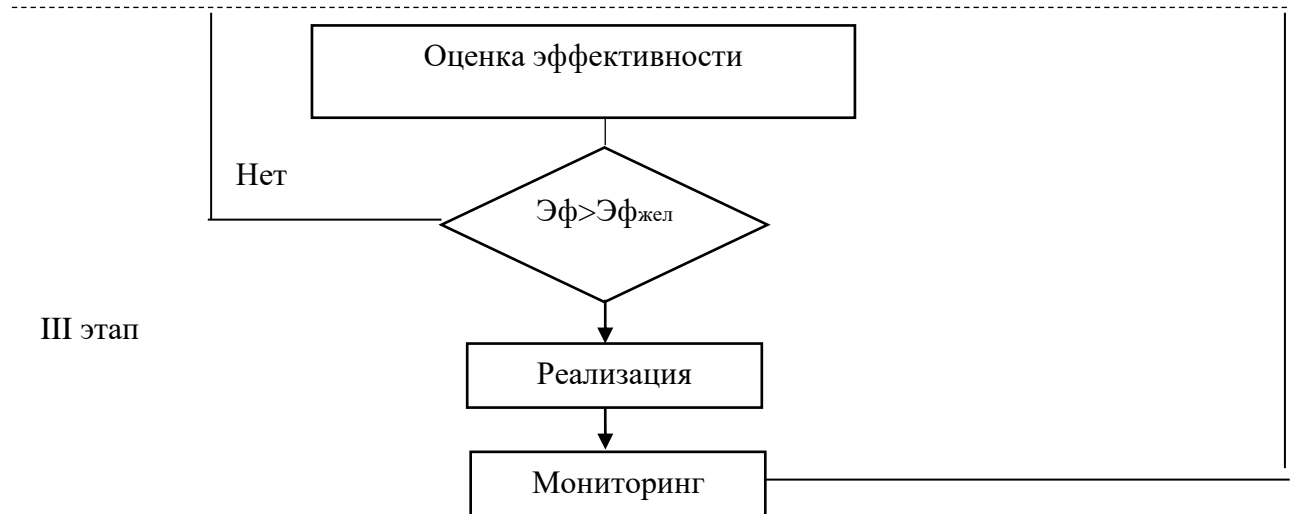 Оценка эффективности
Нет
Эф>Эфжел
III этап
Реализация
Мониторинг